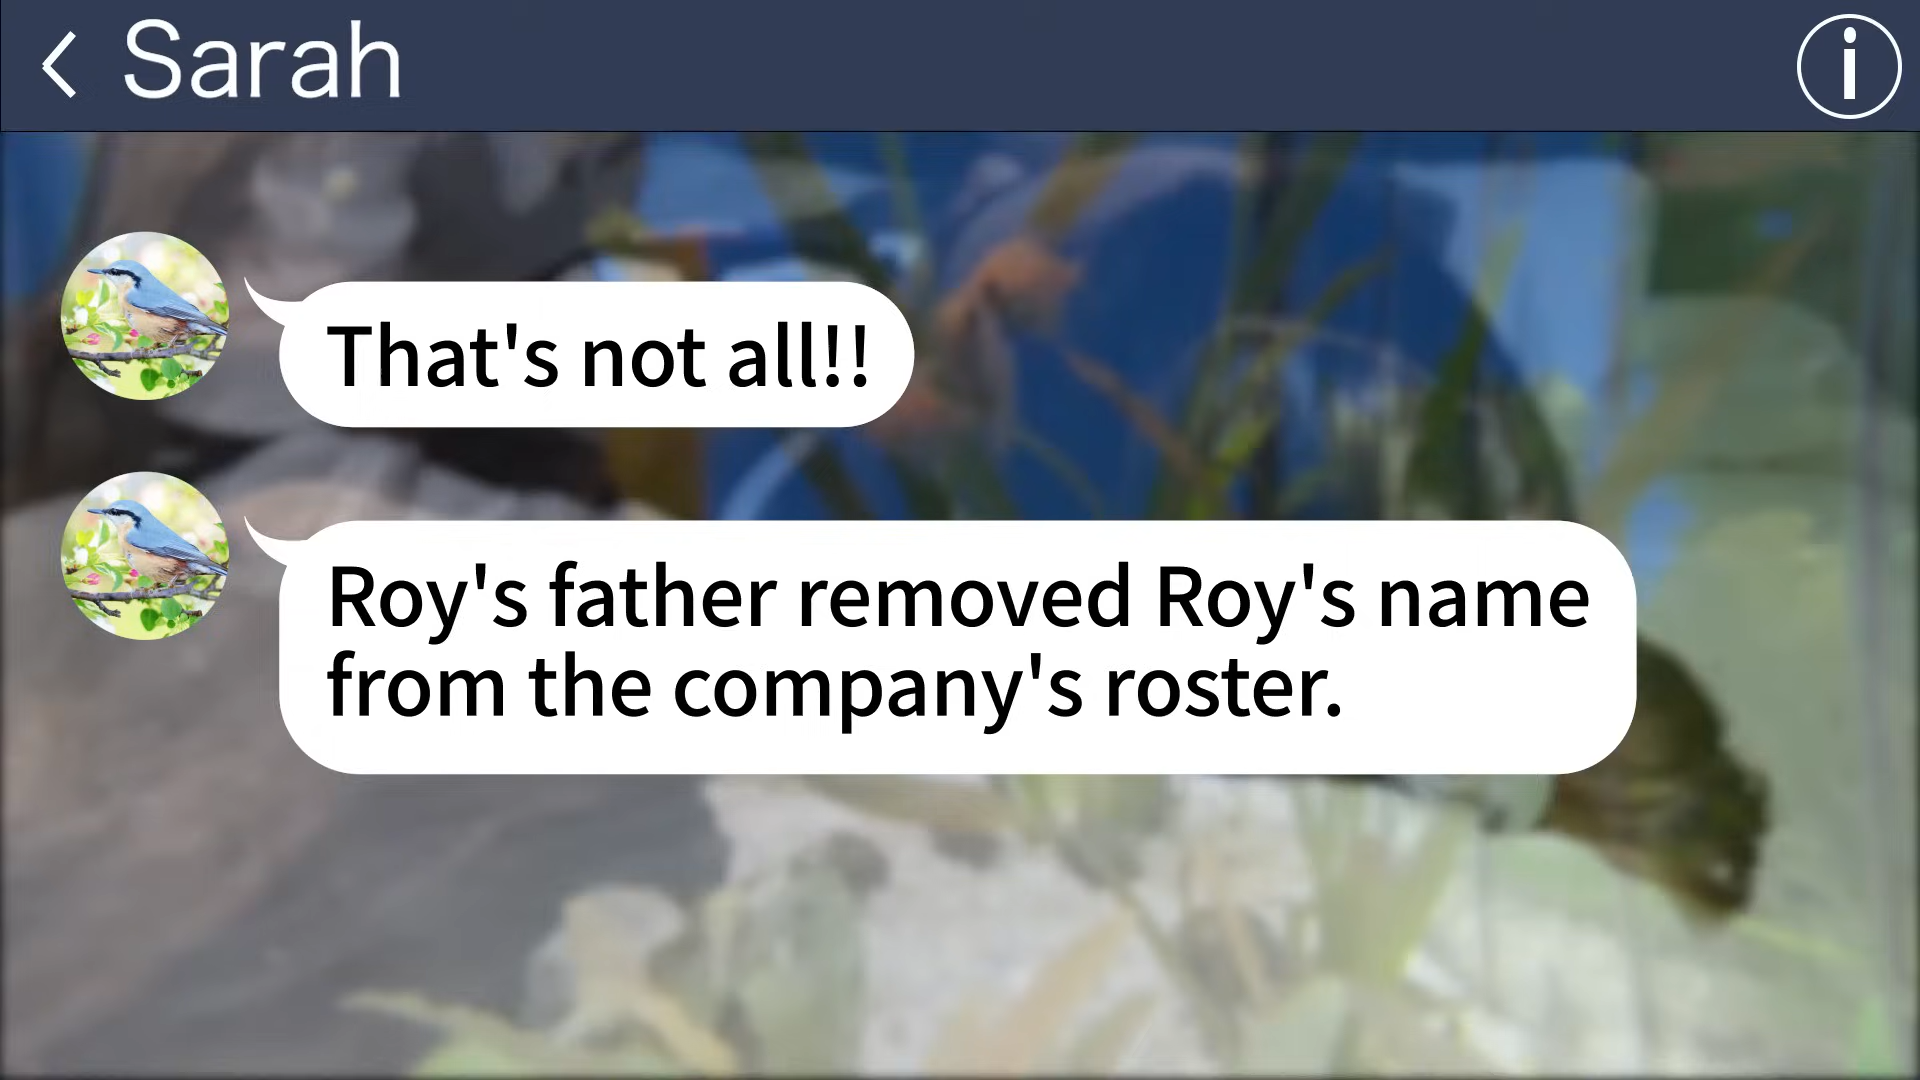 Sarah
That's not all!!
Roy's father removed Roy's name
from the company's roster.